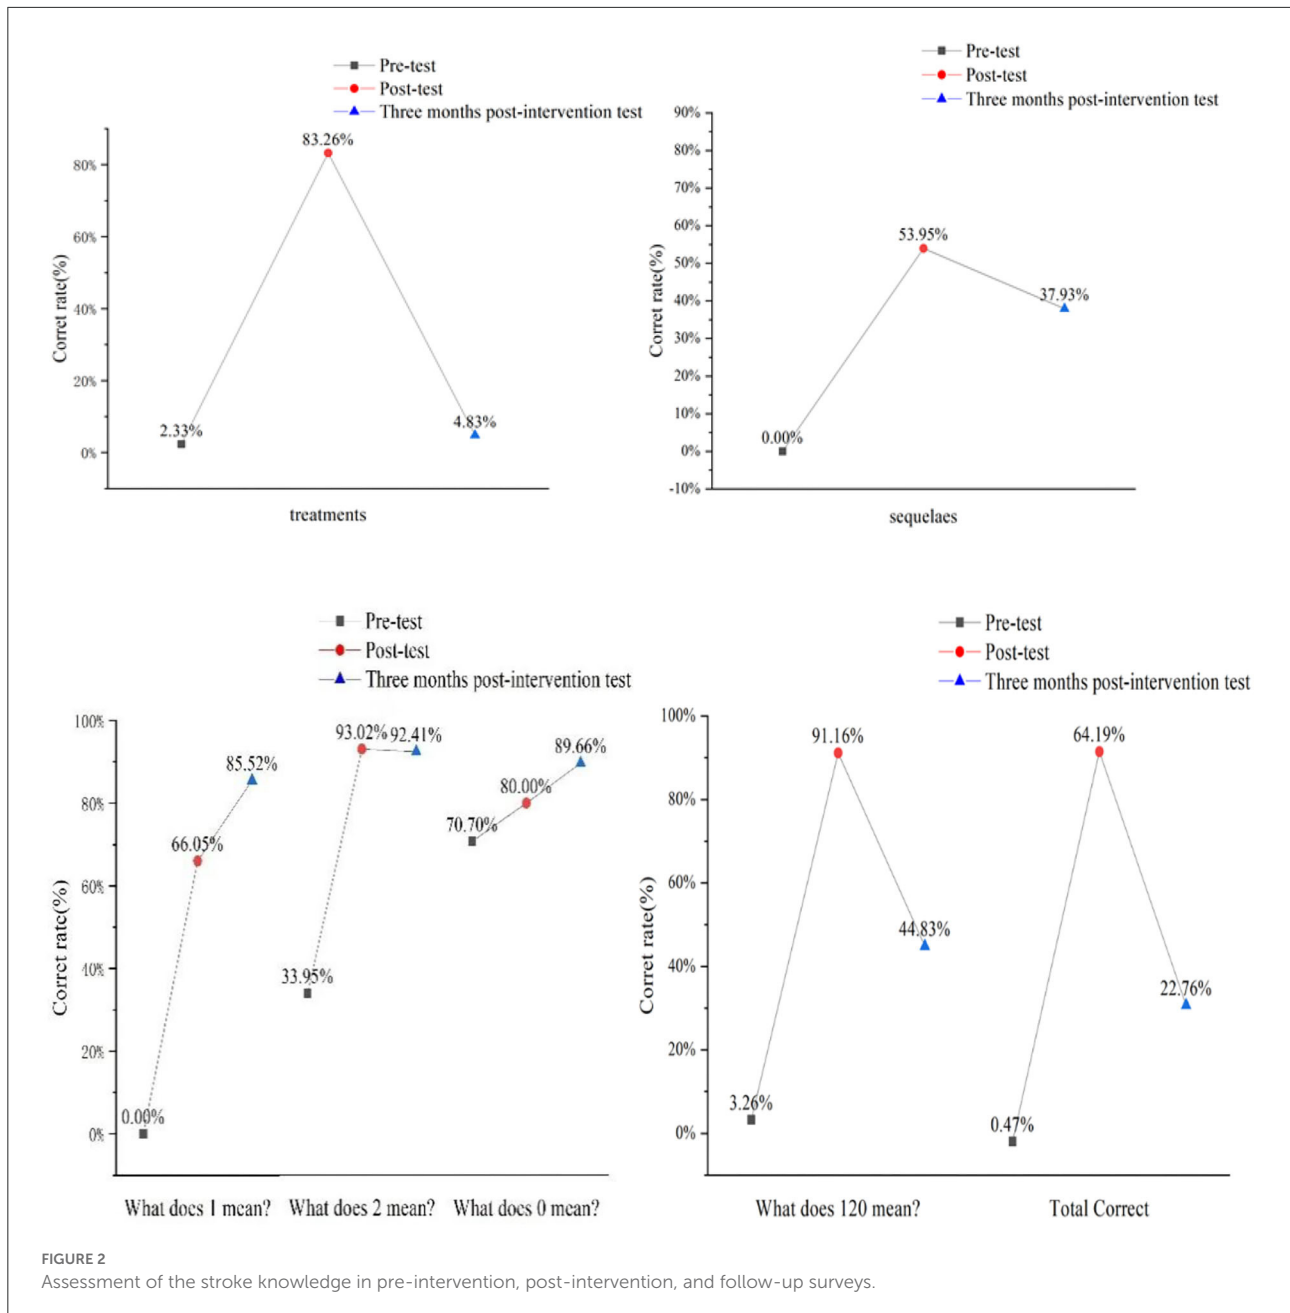 Pre-test
Post-test
Three months post-intervention test
Corret rate(%)
80%
60%
40%
20%
0%
2.33%
83.26%
4.83%
treatments
Pre-test
Post-test
Three months post-intervention test
Corret rate(%)
90%
80%
70%
60%
50%
40%
30%
20%
10%
0%
-10%
0.00%
53.95%
37.93%
sequelaes
Pre-test
Post-test
Three months post-intervention test
Corret rate(%)
100%
80%
60%
40%
20%
0%
0.00%
66.05%
85.52%
33.95%
93.02%
92.41%
70.70%
80.00%
89.66%
What does 1 mean?
What does 2 mean?
What does 0 mean?
Pre-test
Post-test
Three months post-intervention test
Corret rate(%)
100%
80%
60%
40%
20%
0%
3.26%
91.16%
44.83%
0.47%
64.19%
22.76%
What does 120 mean?
Total Correct
FIGURE 2
Assessment of the stroke knowledge in pre-intervention, post-intervention, and follow-up surveys.